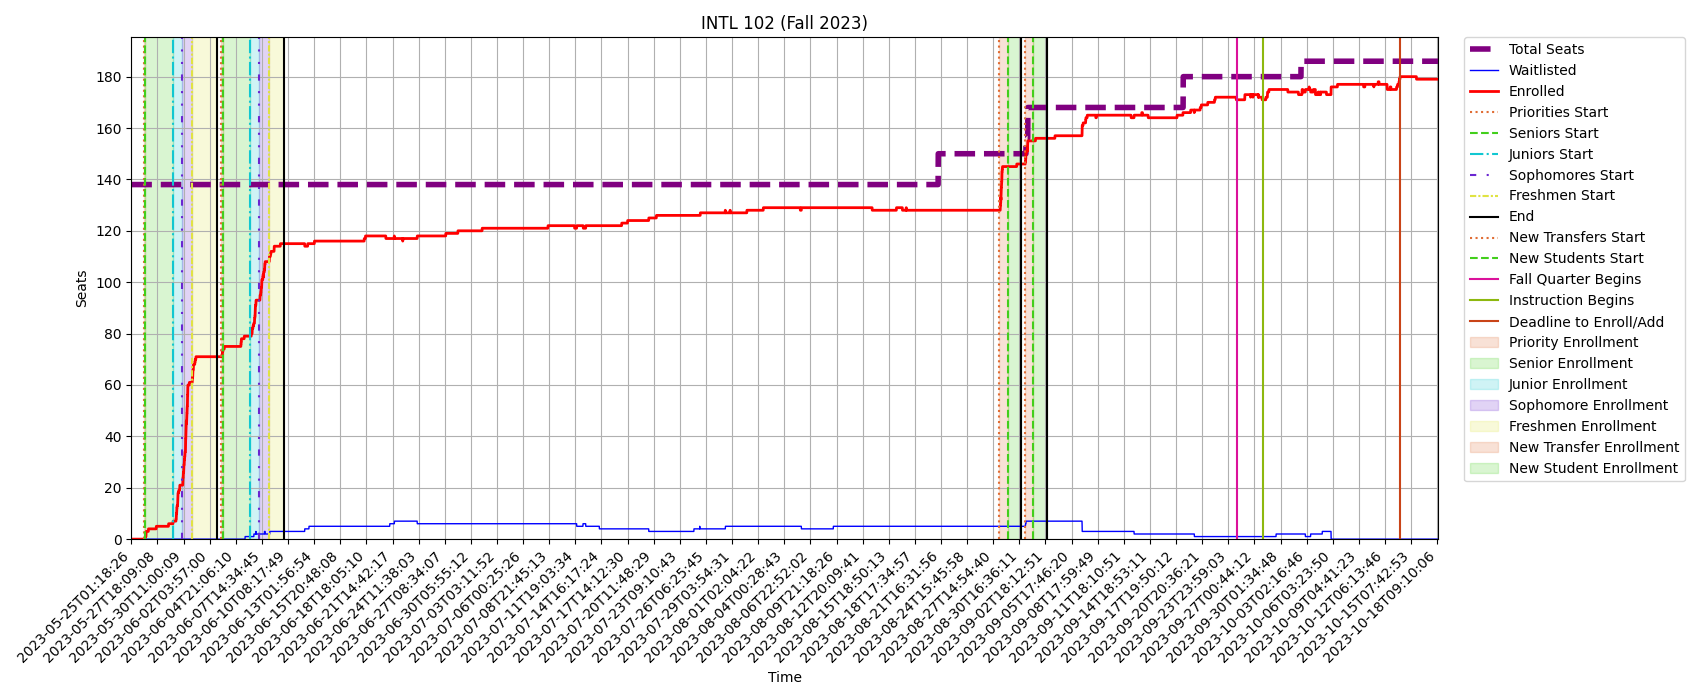 INTL 102 (Fall 2023)
Seats
180
160
140
120
100
80
60
40
20
0
2023-05-25T01:18:26
2023-05-27T18:09:08
2023-05-30T11:00:09
2023-06-02T03:57:00
2023-06-04T21:06:10
2023-06-07T14:34:45
2023-06-10T08:17:49
2023-06-13T01:56:54
2023-06-15T20:48:08
2023-06-18T18:05:10
2023-06-21T14:42:17
2023-06-24T11:38:03
2023-06-27T08:34:07
2023-06-30T05:55:12
2023-07-03T03:11:52
2023-07-06T00:25:26
2023-07-08T21:45:13
2023-07-11T19:03:34
2023-07-14T16:17:24
2023-07-17T14:12:30
2023-07-20T11:48:29
2023-07-23T09:10:43
2023-07-26T06:25:45
2023-07-29T03:54:31
2023-08-01T02:04:22
2023-08-04T00:28:43
2023-08-06T22:52:02
2023-08-09T21:18:26
2023-08-12T20:09:41
2023-08-15T18:50:13
2023-08-18T17:34:57
2023-08-21T16:31:56
2023-08-24T15:45:58
2023-08-27T14:54:40
2023-08-30T16:36:11
2023-09-02T18:12:51
2023-09-05T17:46:20
2023-09-08T17:59:49
2023-09-11T18:10:51
2023-09-14T18:53:11
2023-09-17T19:50:12
2023-09-20T20:36:21
2023-09-23T23:59:03
2023-09-27T00:44:12
2023-09-30T01:34:48
2023-10-03T02:16:46
2023-10-06T03:23:50
2023-10-09T04:41:23
2023-10-12T06:13:46
2023-10-15T07:42:53
2023-10-18T09:10:06
Time
Total Seats
Waitlisted
Enrolled
Priorities Start
Seniors Start
Juniors Start
Sophomores Start
Freshmen Start
End
New Transfers Start
New Students Start
Fall Quarter Begins
Instruction Begins
Deadline to Enroll/Add
Priority Enrollment
Senior Enrollment
Junior Enrollment
Sophomore Enrollment
Freshmen Enrollment
New Transfer Enrollment
New Student Enrollment